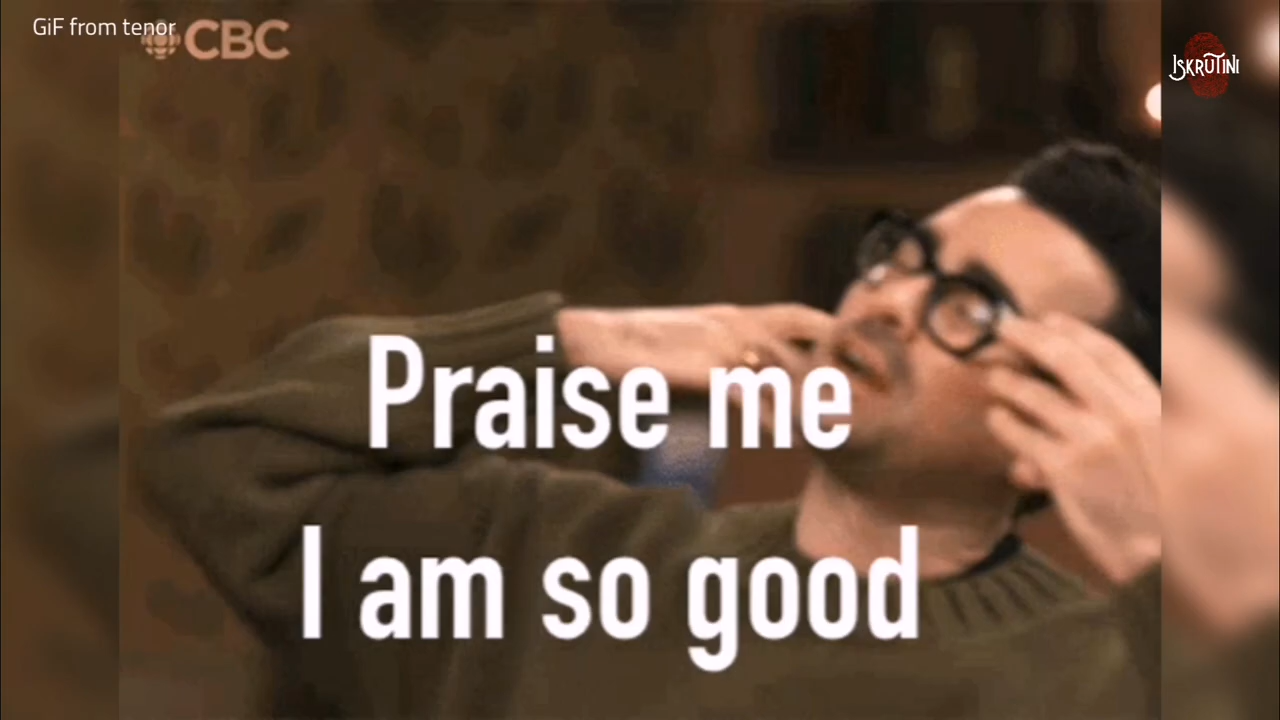 GiF from tenor
CBC
ISKRUTINI
Praise me
I am so good